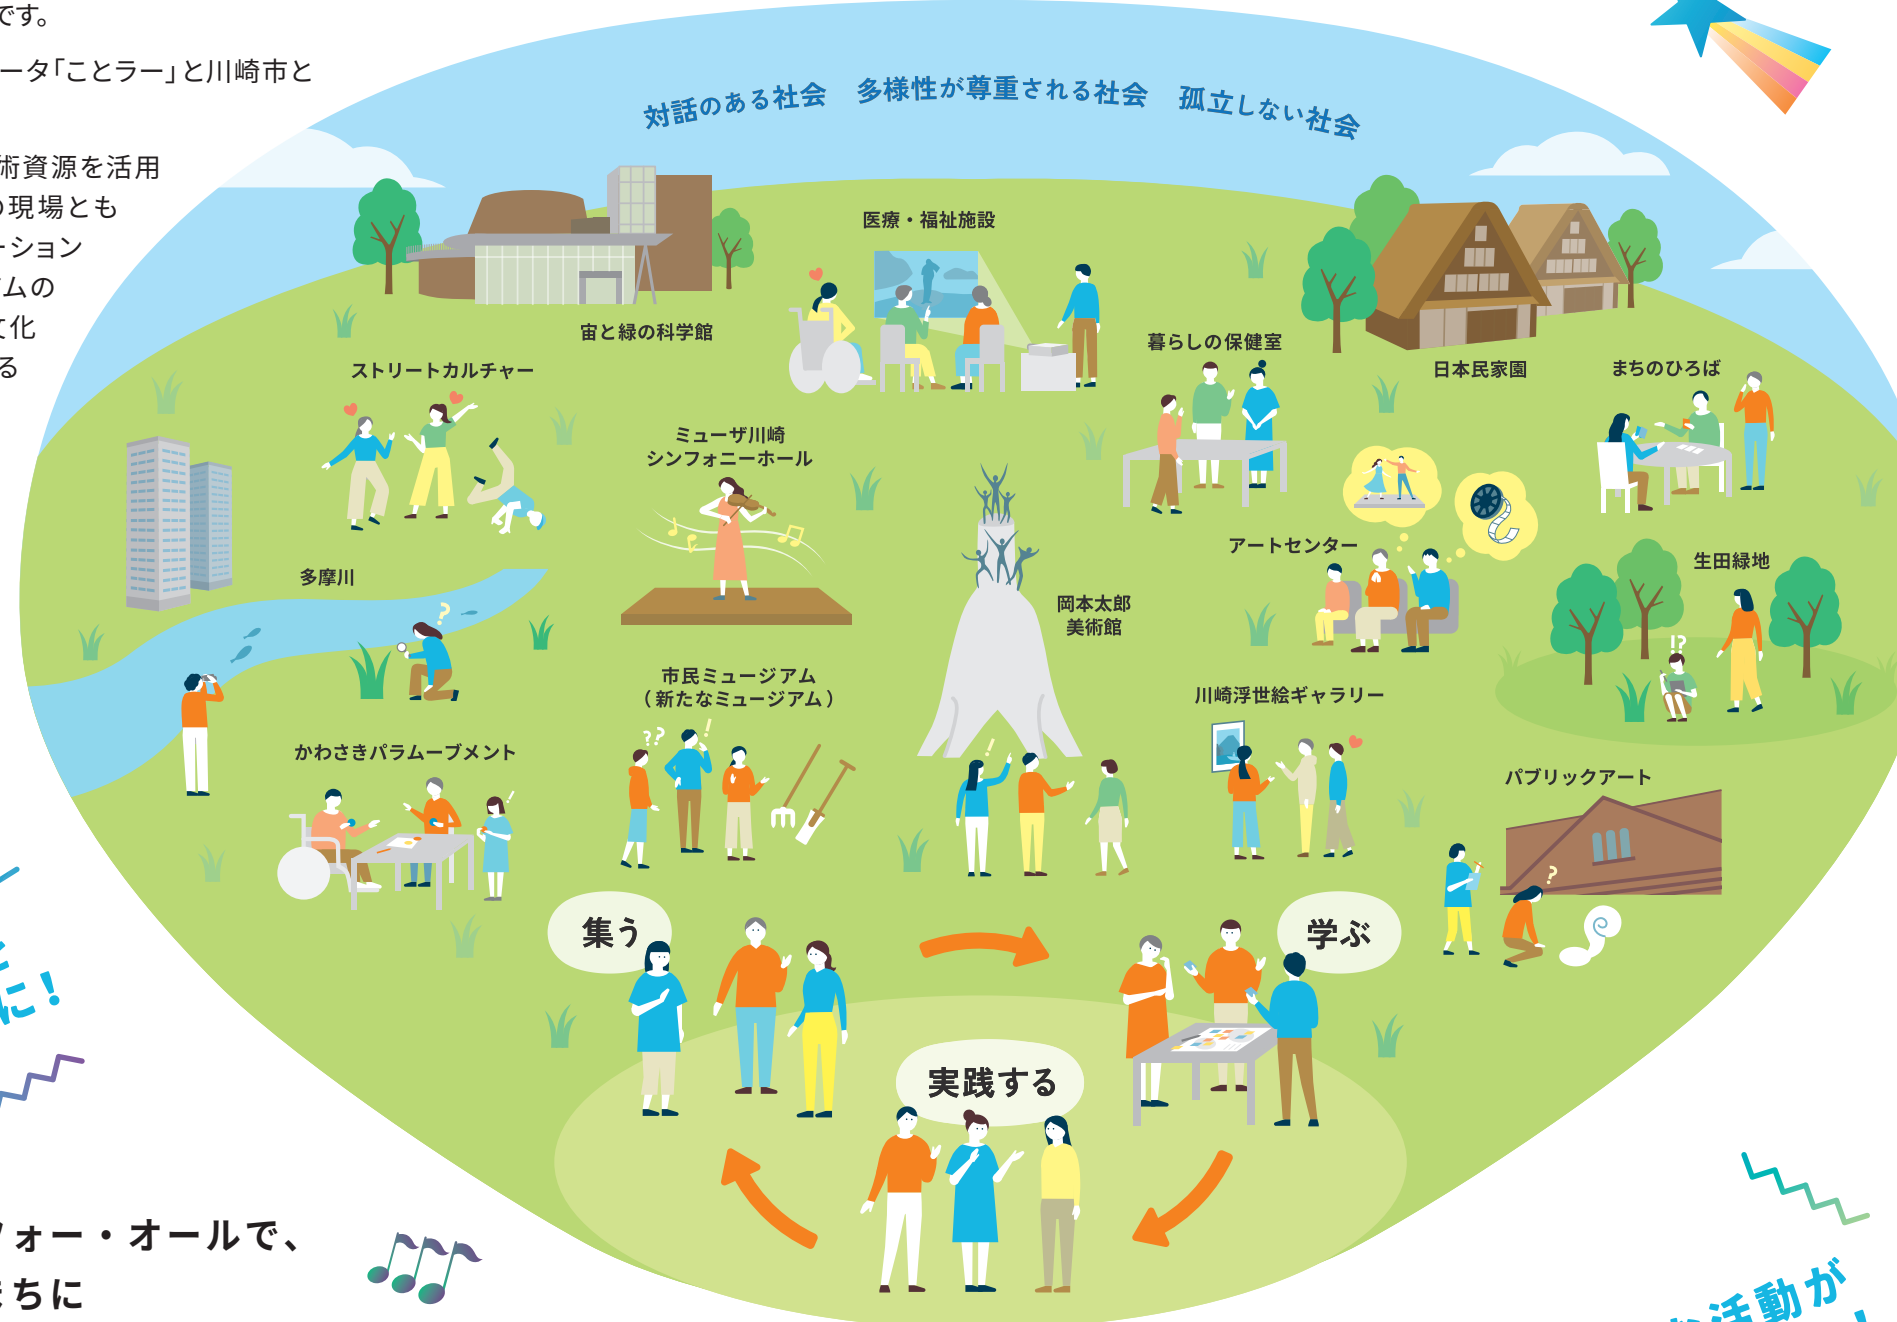 です。
ータ「ことラー」と川崎市と
術資源を活用
の現場とも
ーション
ムの
文化
る
対話のある社会　多様性が尊重される社会　孤立しない社会
医療・福祉施設
宙と緑の科学館
暮らしの保健室
日本民家園
まちのひろば
ストリートカルチャー
ミューザ川崎
シンフォニーホール
アートセンター
生田緑地
多摩川
岡本太郎
美術館
市民ミュージアム
（新たなミュージアム）
川崎浮世絵ギャラリー
かわさきパラムーブメント
パブリックアート
集う
学ぶ
実践する
に！
フォー・オールで、
まちに
活動が